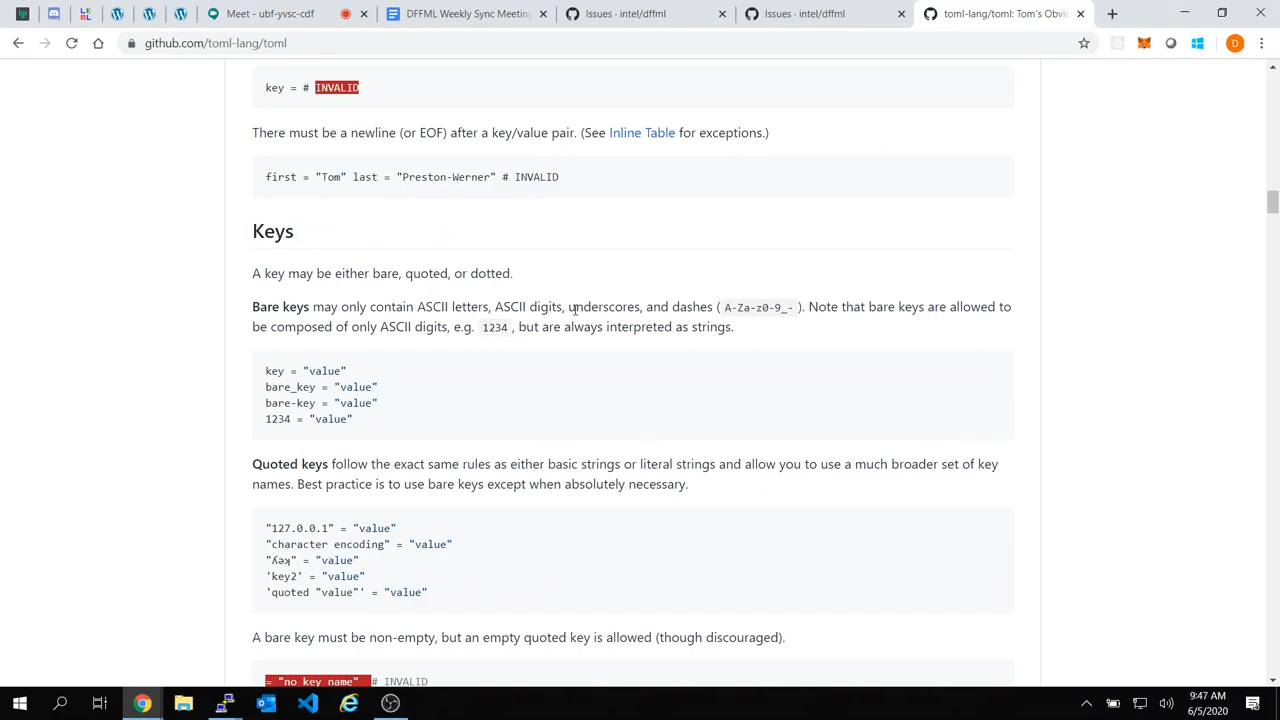 Meet - ubf-yvsc-cdf
DFFML Weekly Sync Meeting
Issues · intel/dffml
Issues · intel/dffml
toml-lang/toml: Tom's Obvio
github.com/toml-lang/toml
D
key = # INVALID
There must be a newline (or EOF) after a key/value pair. (See Inline Table for exceptions.)
first = "Tom" last = "Preston-Werner" # INVALID
Keys
A key may be either bare, quoted, or dotted.
Bare keys may only contain ASCII letters, ASCII digits, underscores, and dashes ( A-Za-z0-9_- ). Note that bare keys are allowed to
be composed of only ASCII digits, e.g. 1234 , but are always interpreted as strings.
key = "value"
bare_key = "value"
bare-key = "value"
1234 = "value"
Quoted keys follow the exact same rules as either basic strings or literal strings and allow you to use a much broader set of key
names. Best practice is to use bare keys except when absolutely necessary.
"127.0.0.1" = "value"
"character encoding" = "value"
"ʎǝʞ" = "value"
'key2' = "value"
'quoted "value"' = "value"
A bare key must be non-empty, but an empty quoted key is allowed (though discouraged).
= "no key name" # INVALID
9:47 AM
6/5/2020